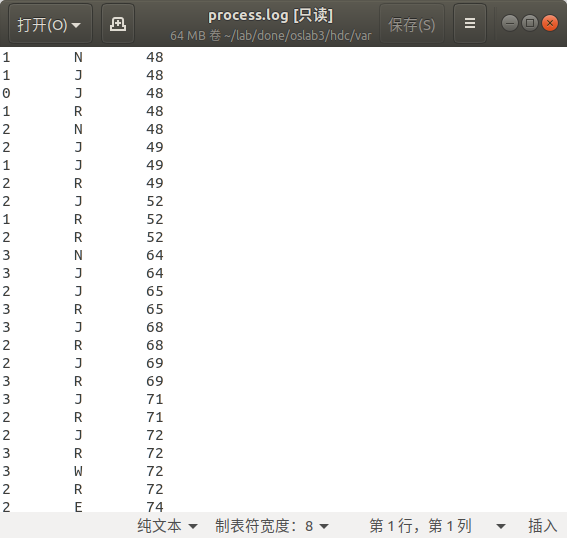 打开(O)
process.log [只读]
64 MB 卷 ~/lab/done/oslab3/hdc/var
保存(S)
1 N 48
1 J 48
0 J 48
1 R 48
2 N 48
2 J 49
1 J 49
2 R 49
2 J 52
1 R 52
2 R 52
3 N 64
3 J 64
2 J 65
3 R 65
3 J 68
2 R 68
2 J 69
3 R 69
3 J 71
2 R 71
2 J 72
3 R 72
3 W 72
2 R 72
2 E 74
纯文本 制表符宽度：8 第 1 行，第 1 列 插入